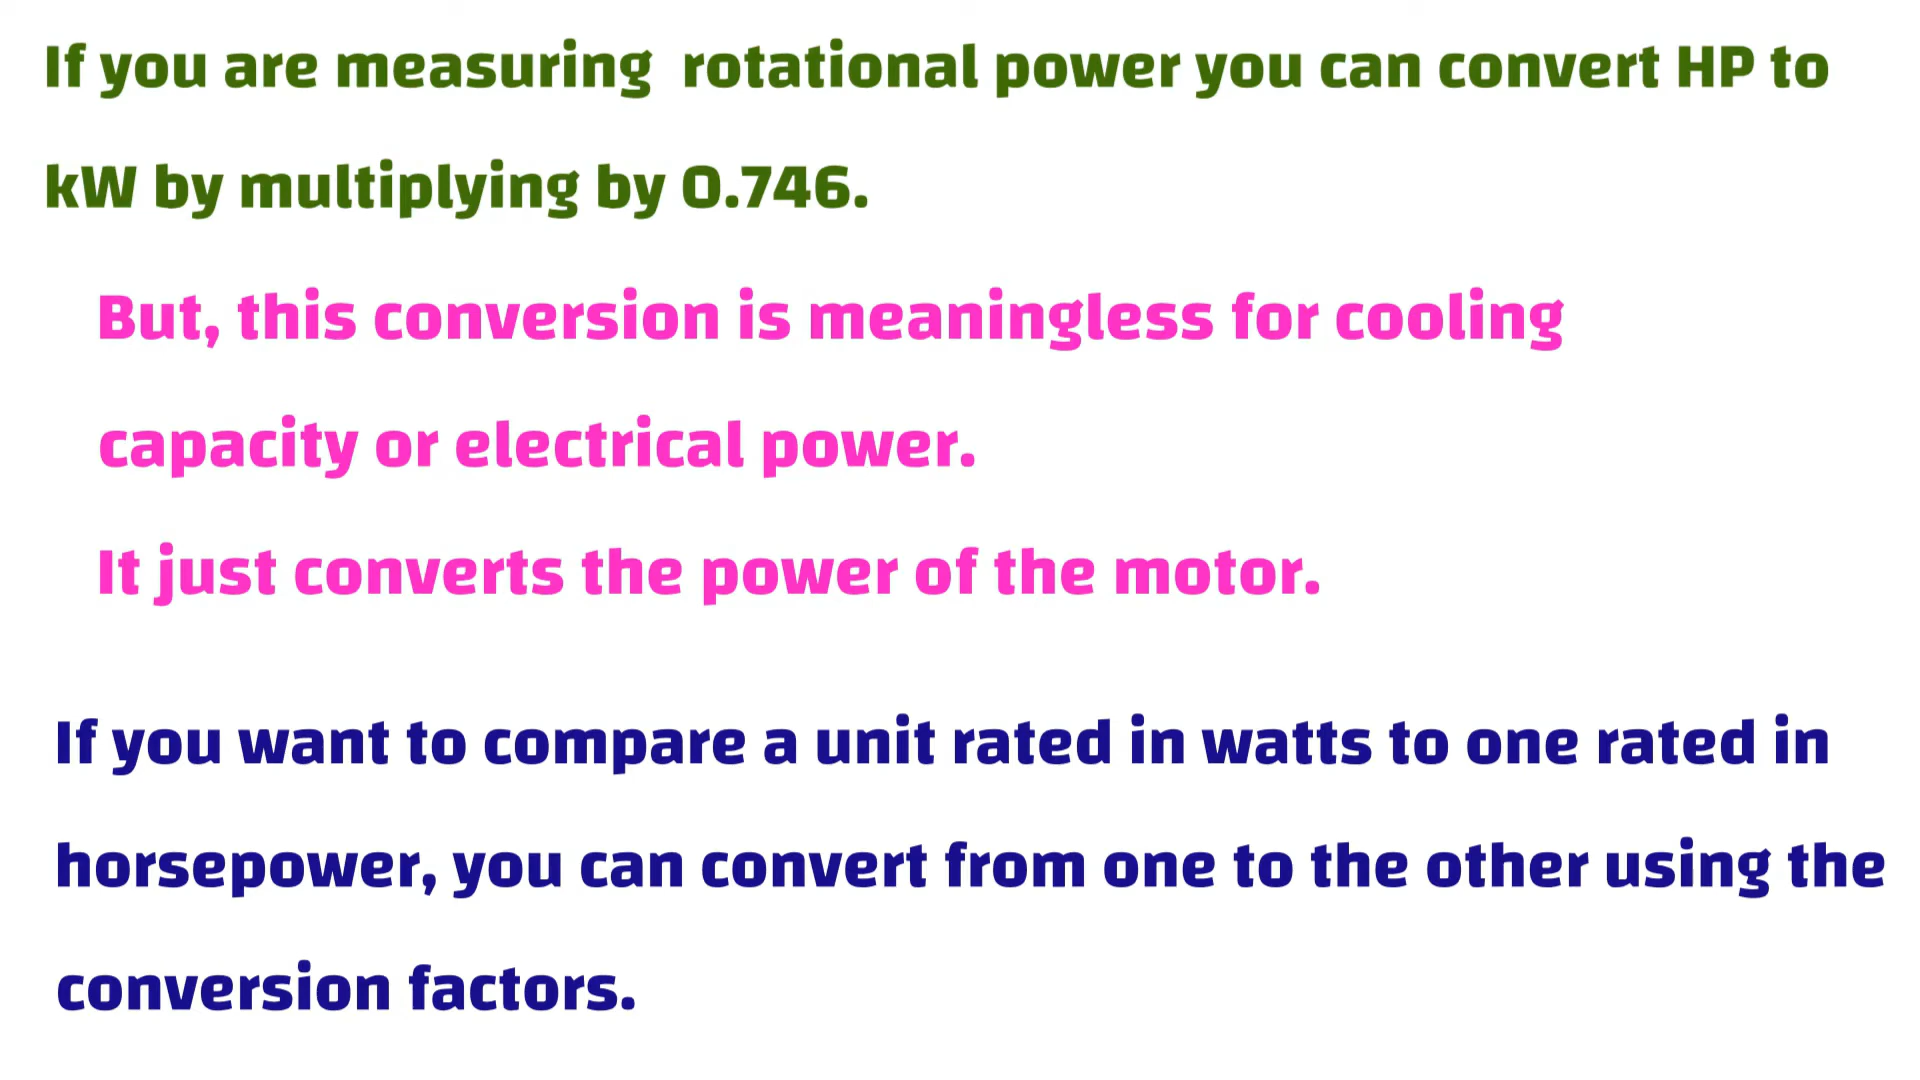 If you are measuring  rotational power you can convert HP to
kW by multiplying by 0.746.
But, this conversion is meaningless for cooling
capacity or electrical power.
It just converts the power of the motor.
If you want to compare a unit rated in watts to one rated in
horsepower, you can convert from one to the other using the
conversion factors.